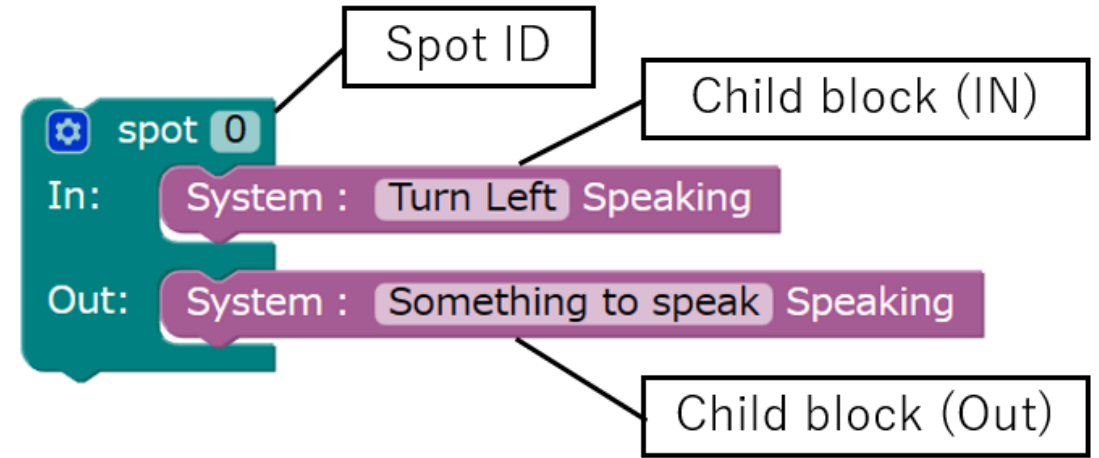 Spot ID
Child block (IN)
spot 0
In: System : Turn Left Speaking
Out: System : Something to speak Speaking
Child block (Out)